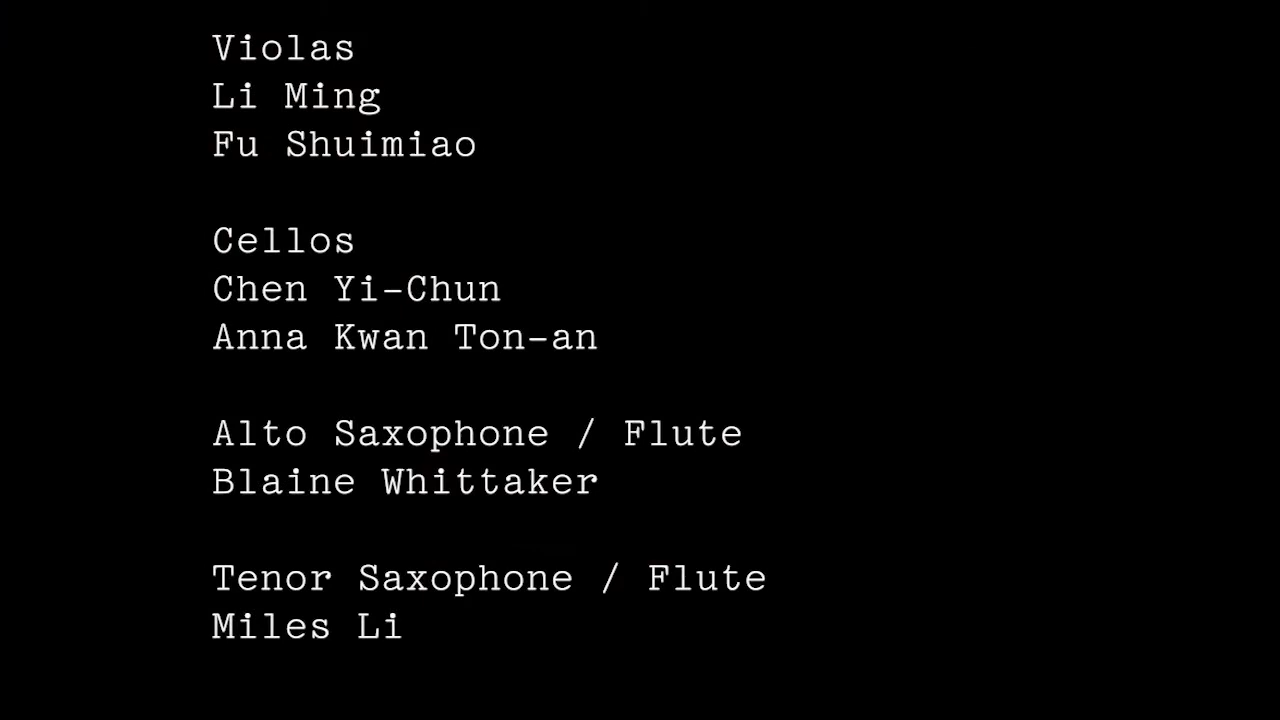 Violas
Li Ming
Fu Shuimiao
Cellos
Chen Yi-Chun
Anna Kwan Ton-an
Alto Saxophone / Flute
Blaine Whittaker
Tenor Saxophone / Flute
Miles Li